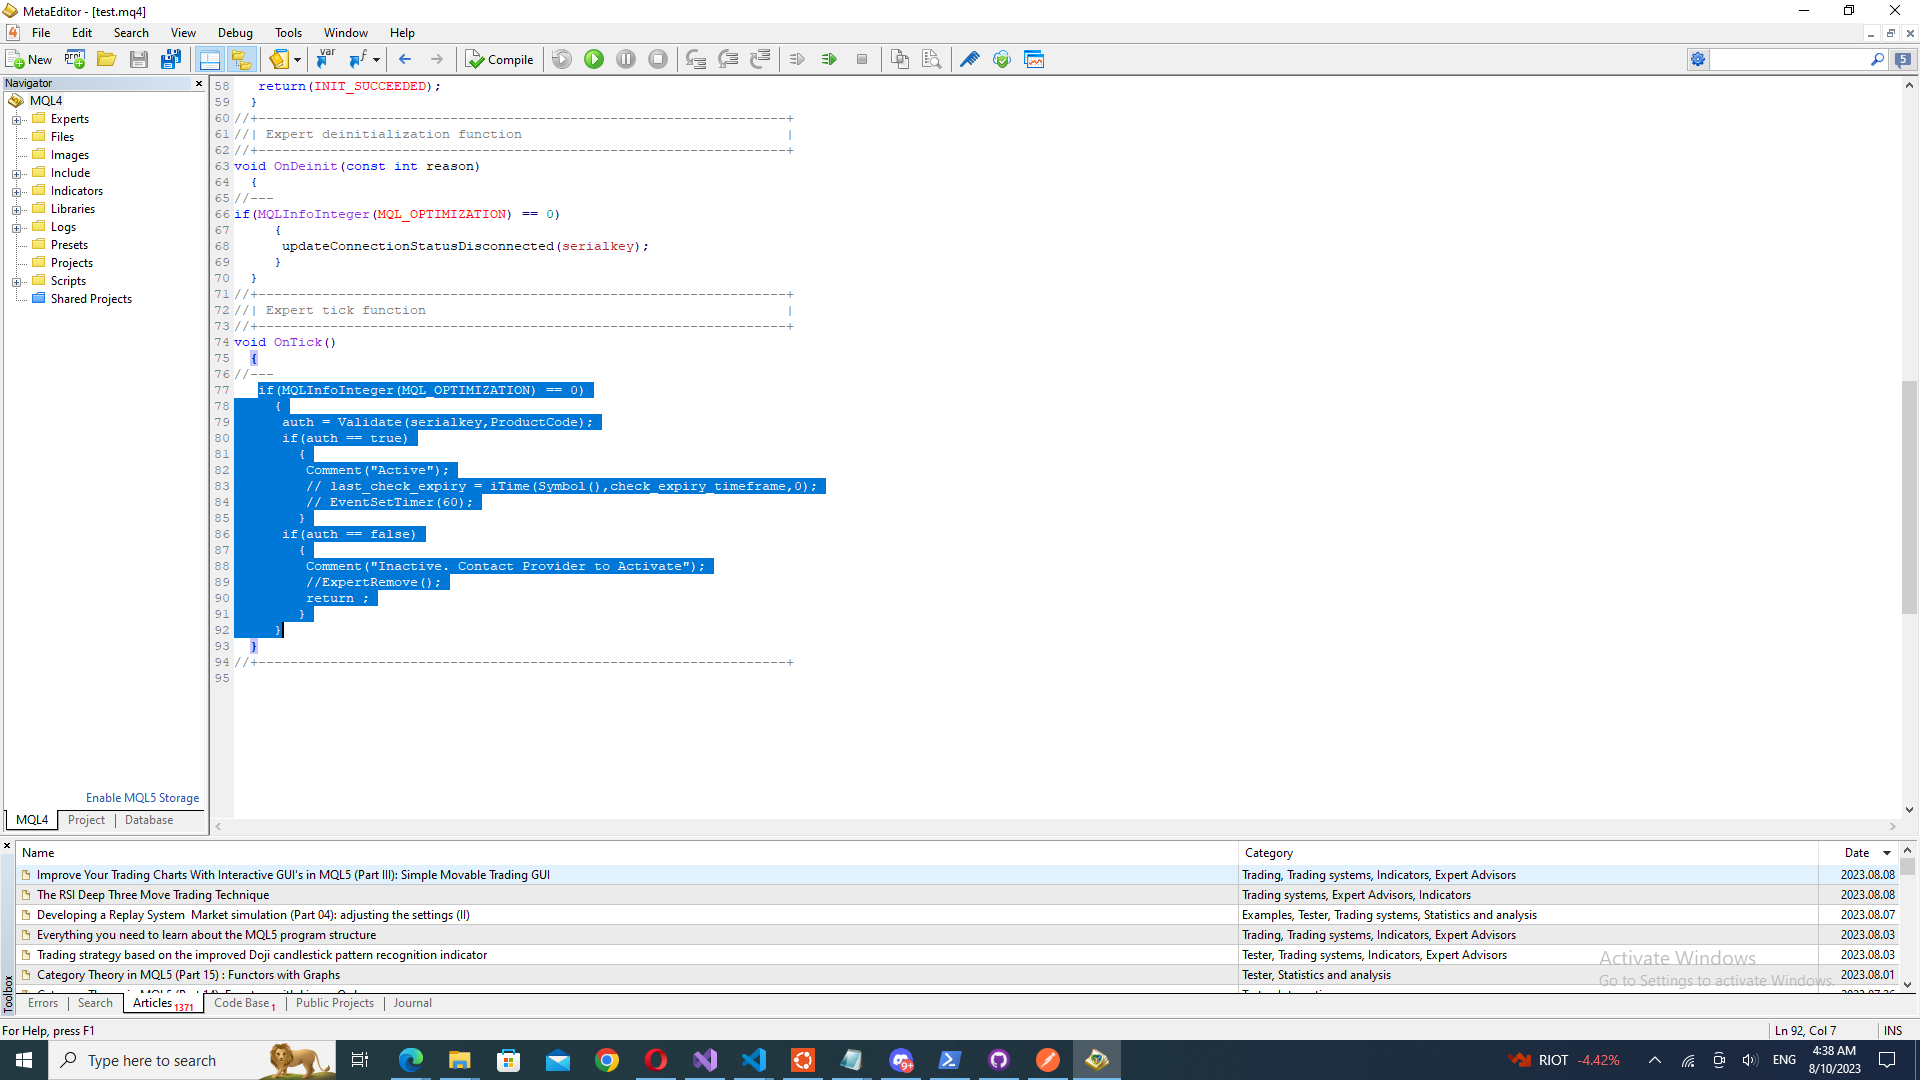 MetaEditor - [test.mq4]
File Edit Search View Debug Tools Window Help
New Compile 5
Navigator
MQL4
Experts
Files
Images
Include
Indicators
Libraries
Logs
Presets
Projects
Scripts
Shared Projects
Enable MQL5 Storage
MQL4 Project Database
58 return(INIT_SUCCEEDED);
59 }
60 //+------------------------------------------------------------------+
61 //| Expert deinitialization function |
62 //+------------------------------------------------------------------+
63 void OnDeinit(const int reason)
64 {
65 //---
66 if(MQLInfoInteger(MQL_OPTIMIZATION) == 0)
67 {
68 updateConnectionStatusDisconnected(serialkey);
69 }
70 }
71 //+------------------------------------------------------------------+
72 //| Expert tick function |
73 //+------------------------------------------------------------------+
74 void OnTick()
75 {
76 //---
77 if(MQLInfoInteger(MQL_OPTIMIZATION) == 0)
78 {
79 auth = Validate(serialkey,ProductCode);
80 if(auth == true)
81 {
82 Comment("Active");
83 // last_check_expiry = iTime(Symbol(),check_expiry_timeframe,0);
84 // EventSetTimer(60);
85 }
86 if(auth == false)
87 {
88 Comment("Inactive. Contact Provider to Activate");
89 //ExpertRemove();
90 return ;
91 }
92 }
93 }
94 //+------------------------------------------------------------------+
95
Name Category Date
Improve Your Trading Charts With Interactive GUI's in MQL5 (Part III): Simple Movable Trading GUI Trading, Trading systems, Indicators, Expert Advisors 2023.08.08
The RSI Deep Three Move Trading Technique Trading systems, Expert Advisors, Indicators 2023.08.08
Developing a Replay System Market simulation (Part 04): adjusting the settings (II) Examples, Tester, Trading systems, Statistics and analysis 2023.08.07
Everything you need to learn about the MQL5 program structure Trading, Trading systems, Indicators, Expert Advisors 2023.08.03
Trading strategy based on the improved Doji candlestick pattern recognition indicator Tester, Trading systems, Indicators, Expert Advisors 2023.08.03
Category Theory in MQL5 (Part 15) : Functors with Graphs Tester, Statistics and analysis 2023.08.01
Activate Windows
Go to Settings to activate Windows.
Toolbox
Errors Search Articles 1371 Code Base 1 Public Projects Journal
For Help, press F1 Ln 92, Col 7 INS
Type here to search
9+
RIOT -4.42% ENG 4:38 AM
8/10/2023